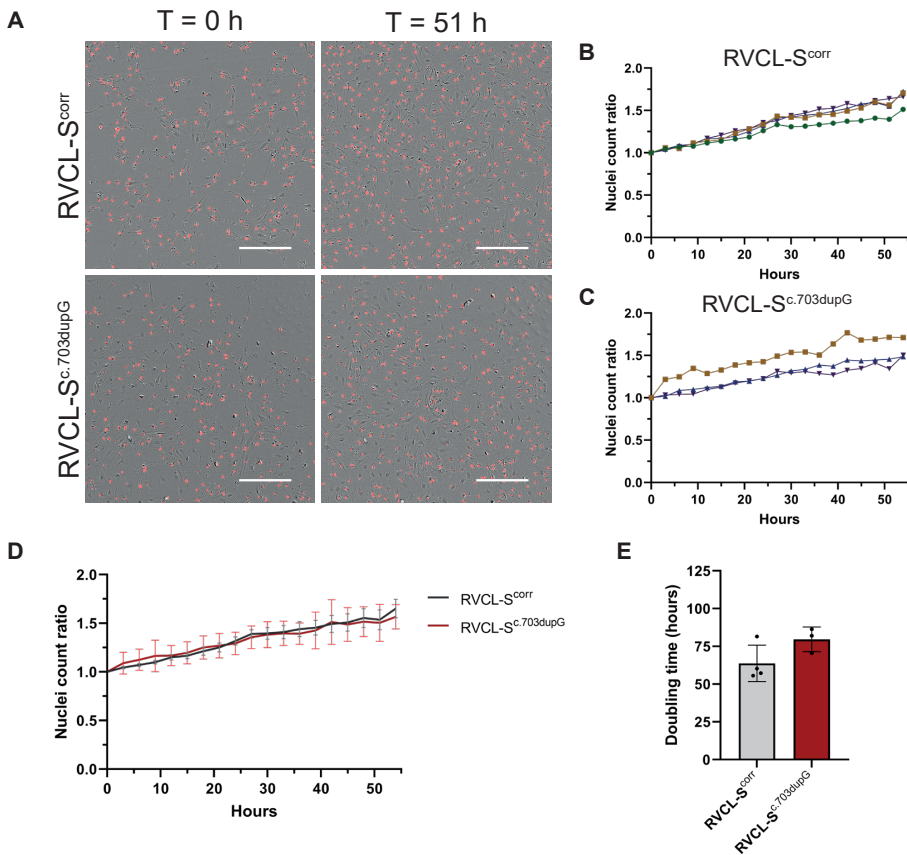 A
T = 0 h
T = 51 h
RVCL-S^corr
RVCL-S^c.703dupG
B
RVCL-S^corr
Nuclei count ratio
2.0
1.5
1.0
0.5
0.0
0 10 20 30 40 50
Hours
C
RVCL-S^c.703dupG
Nuclei count ratio
2.0
1.5
1.0
0.5
0.0
0 10 20 30 40 50
Hours
D
Nuclei count ratio
2.0
1.5
1.0
0.5
0.0
0 10 20 30 40 50
Hours
RVCL-S^corr
RVCL-S^c.703dupG
E
Doubling time (hours)
125
100
75
50
25
0
RVCL-S^corr
RVCL-S^c.703dupG